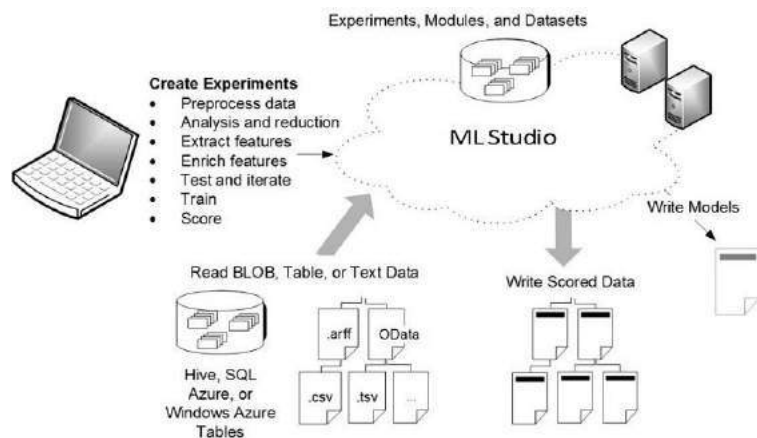 Experiments, Modules, and Datasets
Create Experiments
• Preprocess data
• Analysis and reduction
• Extract features
• Enrich features
• Test and iterate
• Train
• Score
ML Studio
Write Models
Read BLOB, Table, or Text Data
Write Scored Data
.arff
OData
.csv
.tsv
...
Hive, SQL
Azure, or
Windows Azure
Tables